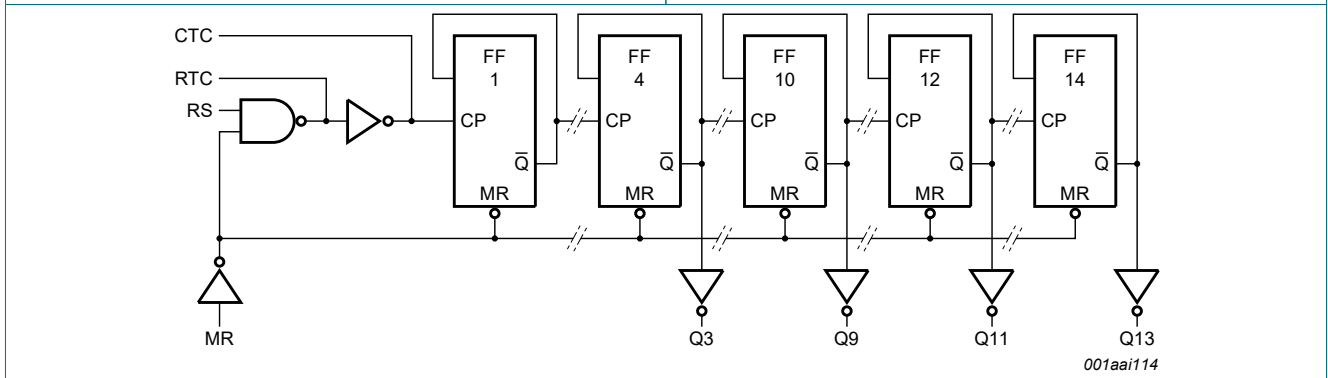 CTC
RTC
RS
FF
1
CP
Q̅
MR
FF
4
CP
Q̅
MR
FF
10
CP
Q̅
MR
FF
12
CP
Q̅
MR
FF
14
CP
Q̅
MR
MR
Q3
Q9
Q11
Q13
001aai114